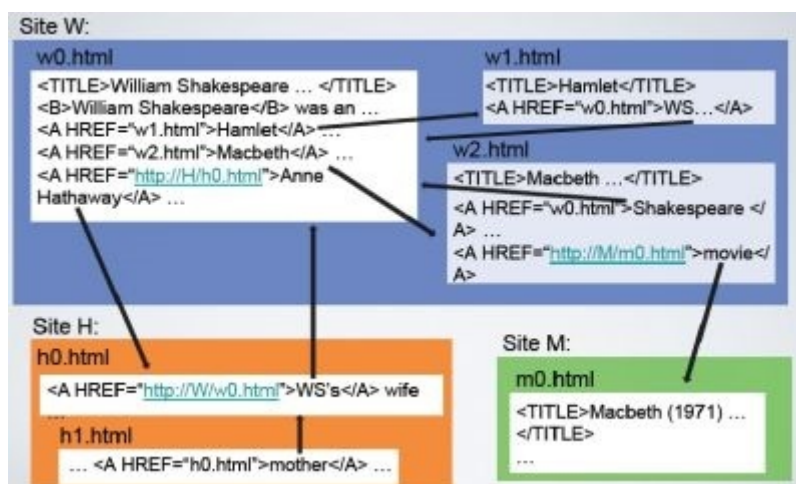 Site W:
w0.html
<TITLE>William Shakespeare … </TITLE>
<B>William Shakespeare</B> was an …
<A HREF="w1.html">Hamlet</A> …
<A HREF="w2.html">Macbeth</A> …
<A HREF="http://H/h0.html">Anne
Hathaway</A> …
w1.html
<TITLE>Hamlet</TITLE>
<A HREF="w0.html">WS…</A>
w2.html
<TITLE>Macbeth …</TITLE>
<A HREF="w0.html">Shakespeare </
A> …
<A HREF="http://M/m0.html">movie</
A>
Site H:
h0.html
<A HREF="http://W/w0.html">WS's</A> wife
…
h1.html
… <A HREF="h0.html">mother</A> …
Site M:
m0.html
<TITLE>Macbeth (1971) …
</TITLE>
…